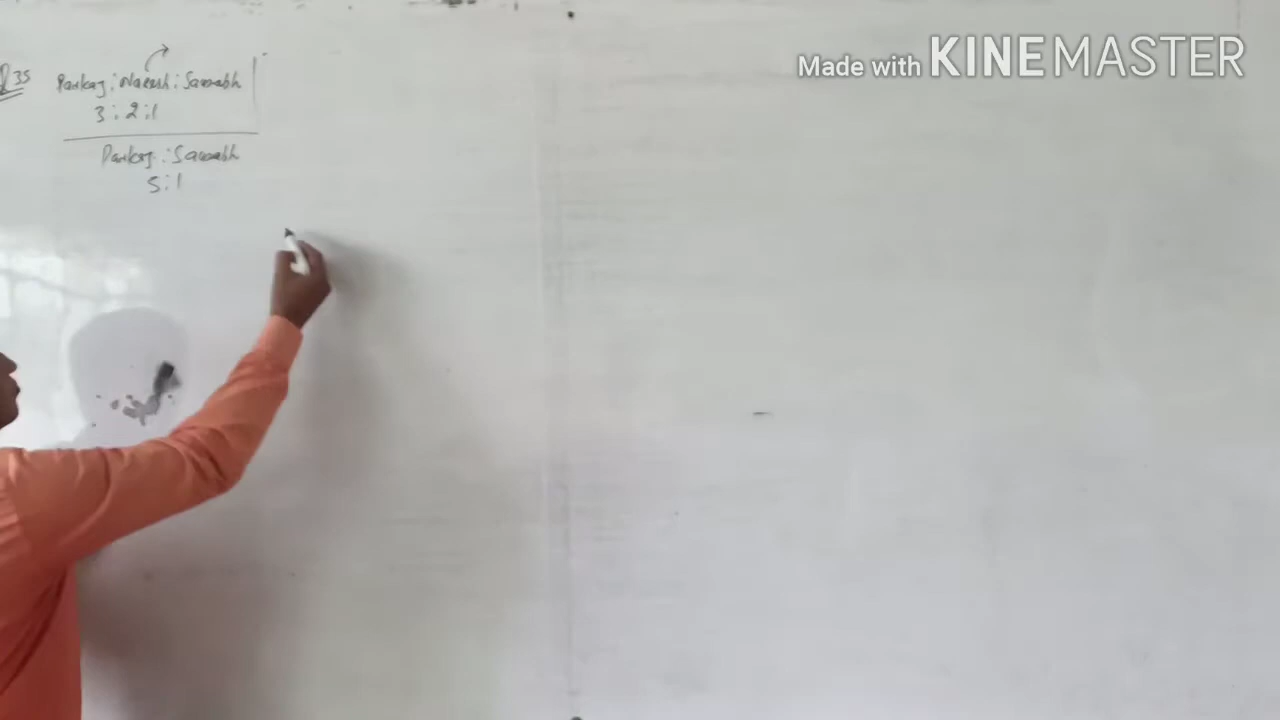 Made with KINEMASTER
Q 35 Pankaj : Naresh : Saurabh
3 : 2 : 1
Pankaj : Saurabh
5 : 1